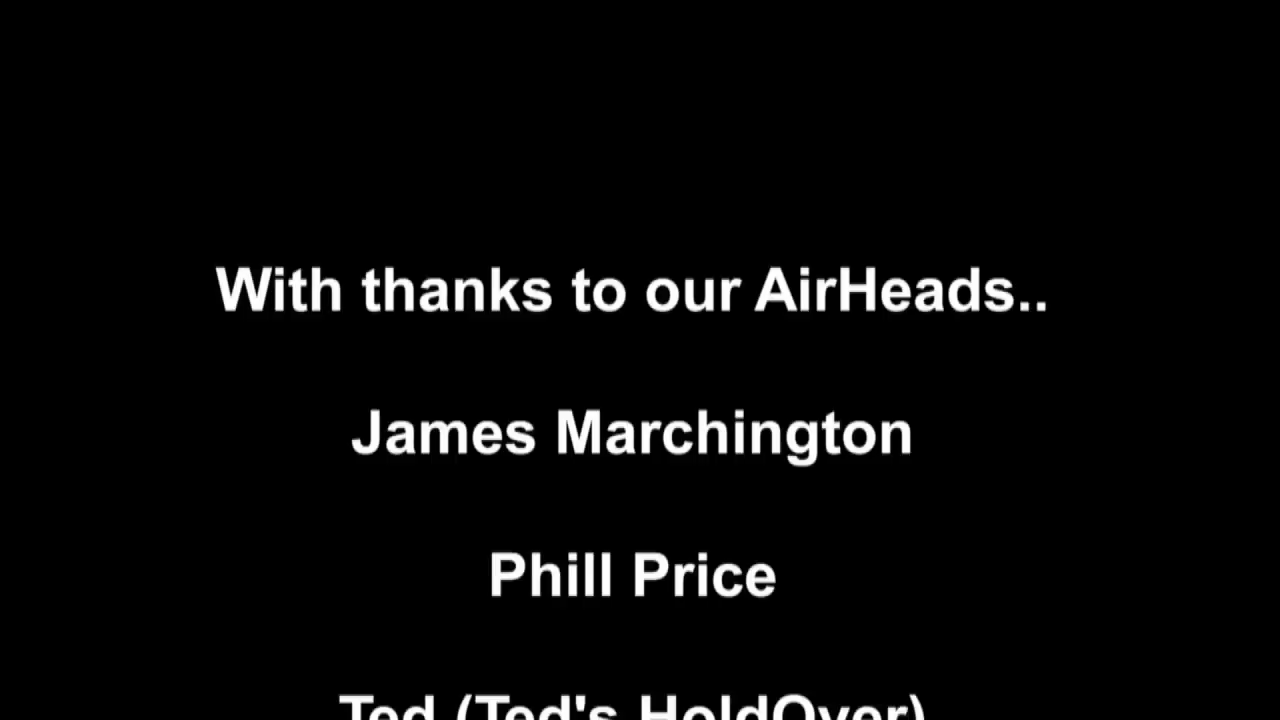 With thanks to our AirHeads..
James Marchington
Phill Price
Ted (Ted's HoldOver)